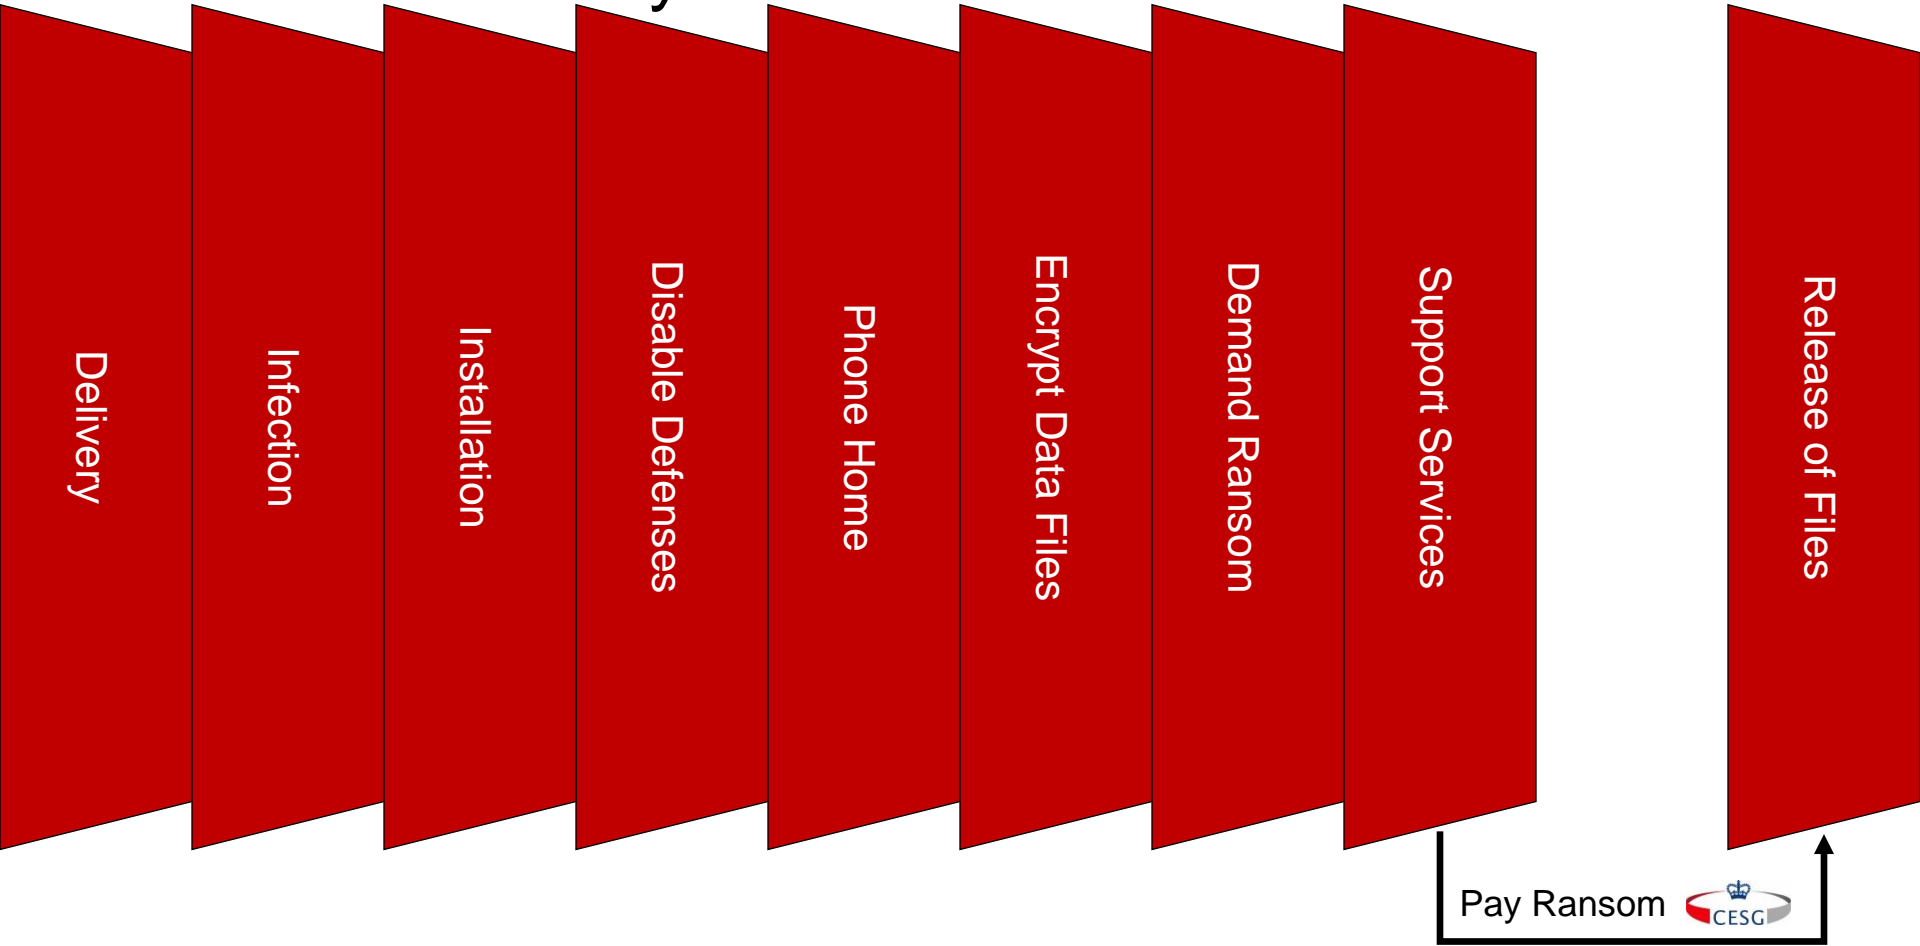 Delivery
Infection
Installation
Disable Defenses
Phone Home
Encrypt Data Files
Demand Ransom
Support Services
Release of Files
Pay Ransom
CESG